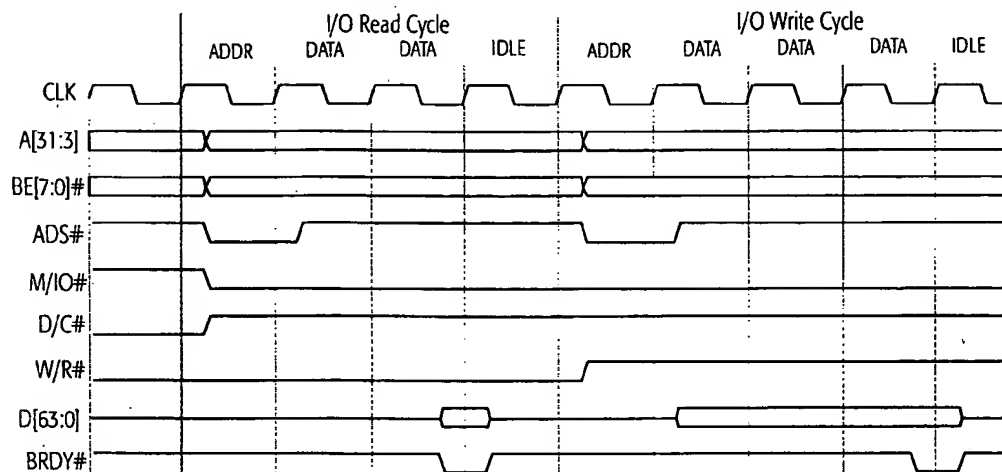 I/O Read Cycle I/O Write Cycle
ADDR DATA DATA IDLE ADDR DATA DATA DATA IDLE
CLK
A[31:3]
BE[7:0]#
ADS#
M/IO#
D/C#
W/R#
D[63:0]
BRDY#